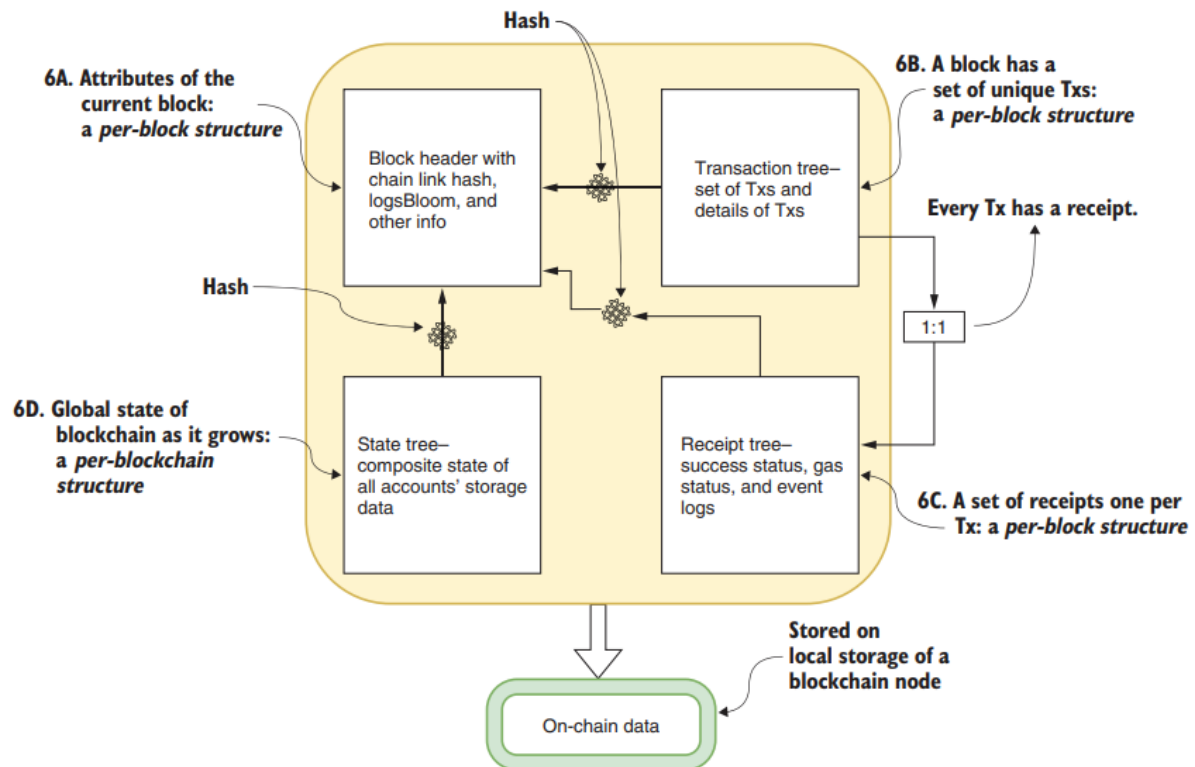 Hash
6A. Attributes of the
current block:
a per-block structure
6B. A block has a
set of unique Txs:
a per-block structure
Block header with
chain link hash,
logsBloom, and
other info
Transaction tree–
set of Txs and
details of Txs
Every Tx has a receipt.
Hash
1:1
6D. Global state of
blockchain as it grows:
a per-blockchain
structure
State tree–
composite state of
all accounts’ storage
data
Receipt tree–
success status, gas
status, and event
logs
6C. A set of receipts one per
Tx: a per-block structure
Stored on
local storage of a
blockchain node
On-chain data